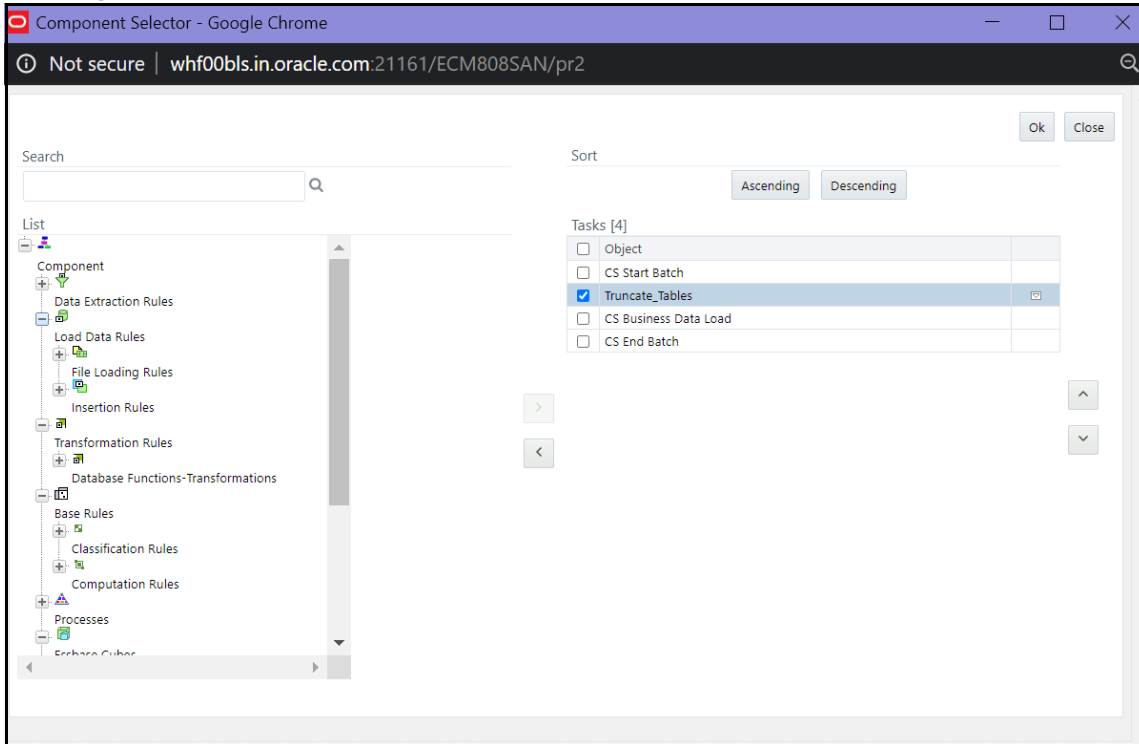 Component Selector - Google Chrome
Not secure | whf00bls.in.oracle.com:21161/ECM808SAN/pr2
Ok Close
Search
Sort
Ascending Descending
List
Tasks [4]
Object
CS Start Batch
Truncate_Tables
CS Business Data Load
CS End Batch
Component
Data Extraction Rules
Load Data Rules
File Loading Rules
Insertion Rules
Transformation Rules
Database Functions-Transformations
Base Rules
Classification Rules
Computation Rules
Processes
Essbase Cubes